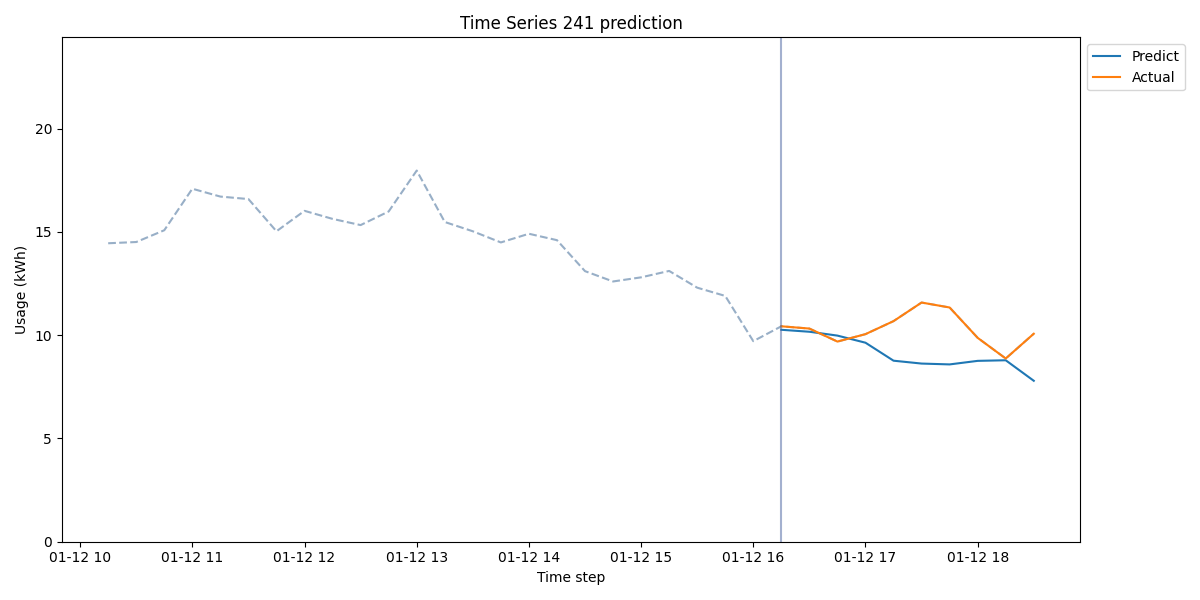 Time Series 241 prediction
Predict
Actual
Usage (kWh)
20
15
10
5
0
01-12 10 01-12 11 01-12 12 01-12 13 01-12 14 01-12 15 01-12 16 01-12 17 01-12 18
Time step